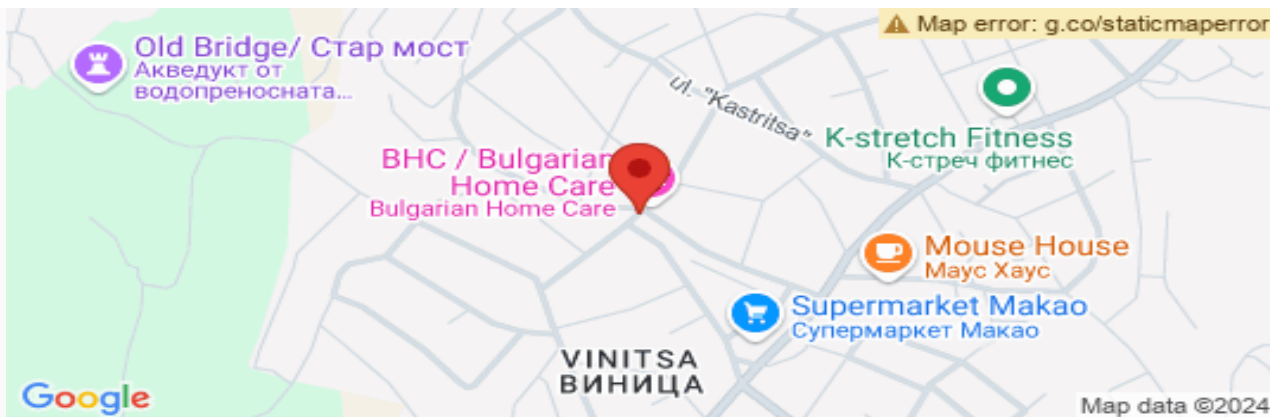 Map error: g.co/staticmaperror
Old Bridge/ Стар мост
Акведукт от
водопреносната...
ul. "Kastritsa"
K-stretch Fitness
К-стреч фитнес
BHC / Bulgarian
Home Care
Bulgarian Home Care
Mouse House
Маус Хаус
Supermarket Makao
Супермаркет Макао
VINITSA
ВИНИЦА
Google
Map data ©2024